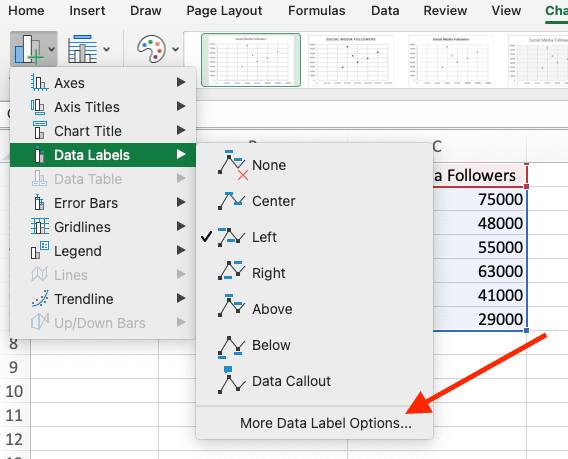 Home Insert Draw Page Layout Formulas Data Review View Cha
Axes
Axis Titles
Chart Title
Data Labels
Data Table
Error Bars
Gridlines
Legend
Lines
Trendline
Up/Down Bars
None
Center
Left
Right
Above
Below
Data Callout
More Data Label Options...
C
a Followers
75000
48000
55000
63000
41000
29000
8
9
10
11
12